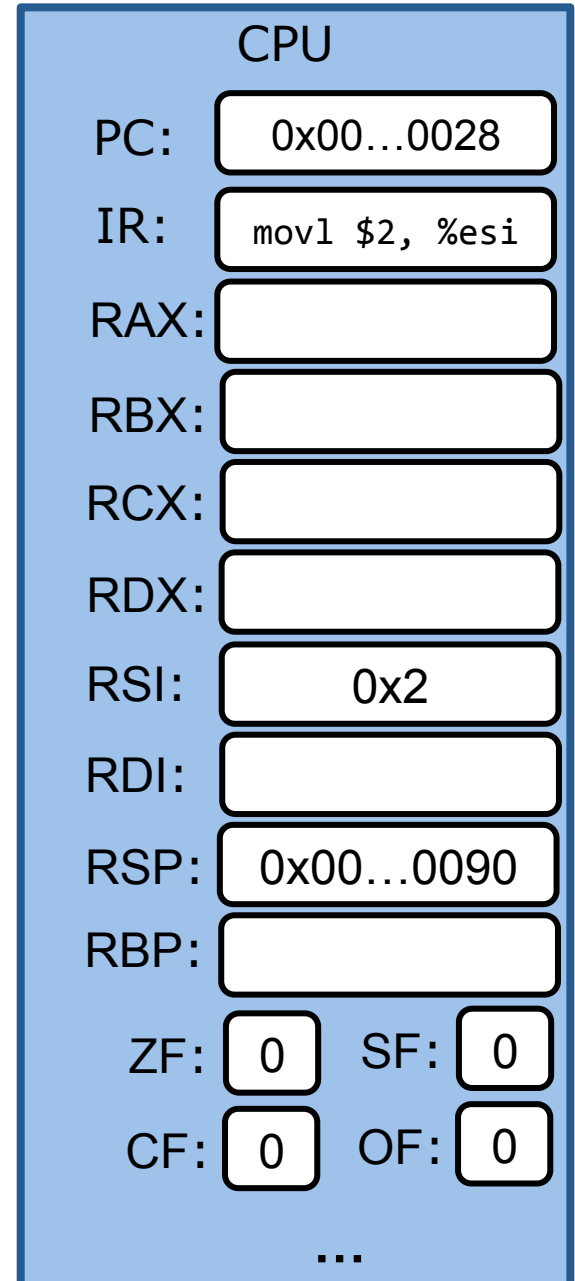 CPU
PC: 0x00...0028
IR: movl $2, %esi
RAX:
RBX:
RCX:
RDX:
RSI: 0x2
RDI:
RSP: 0x00...0090
RBP:
ZF: 0 SF: 0
CF: 0 OF: 0
...